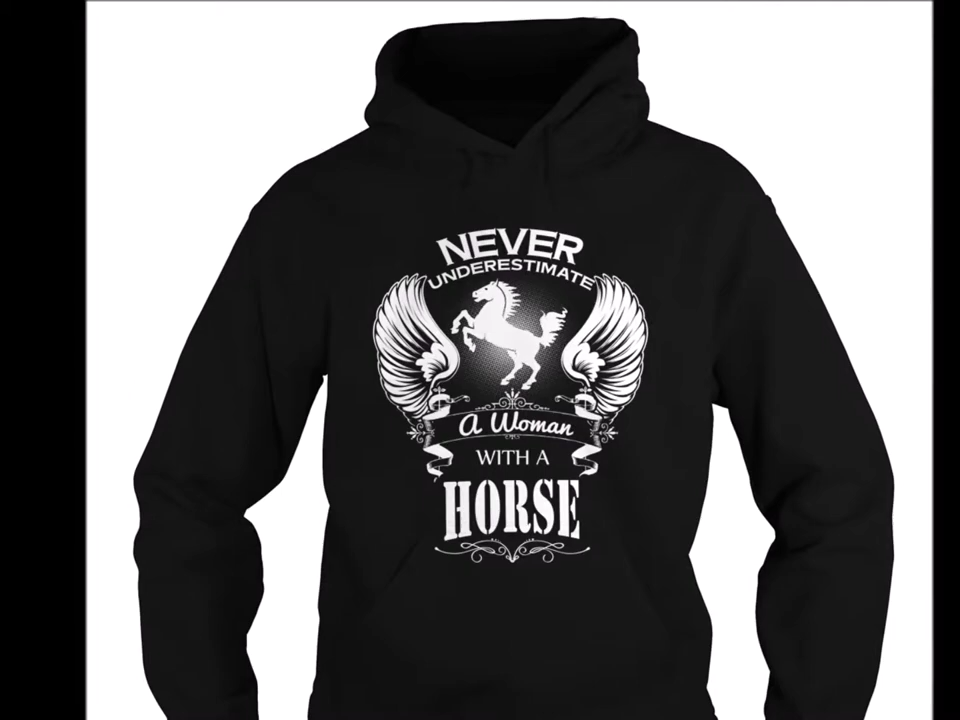 NEVER
UNDERESTIMATE
A Woman
WITH A
HORSE